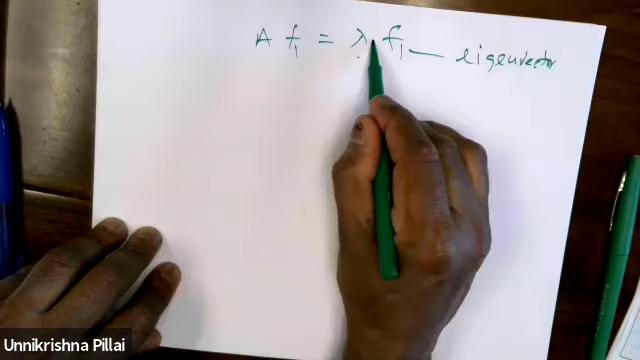 A f₁ = λ f₁ — eigenvector
Unnikrishna Pillai